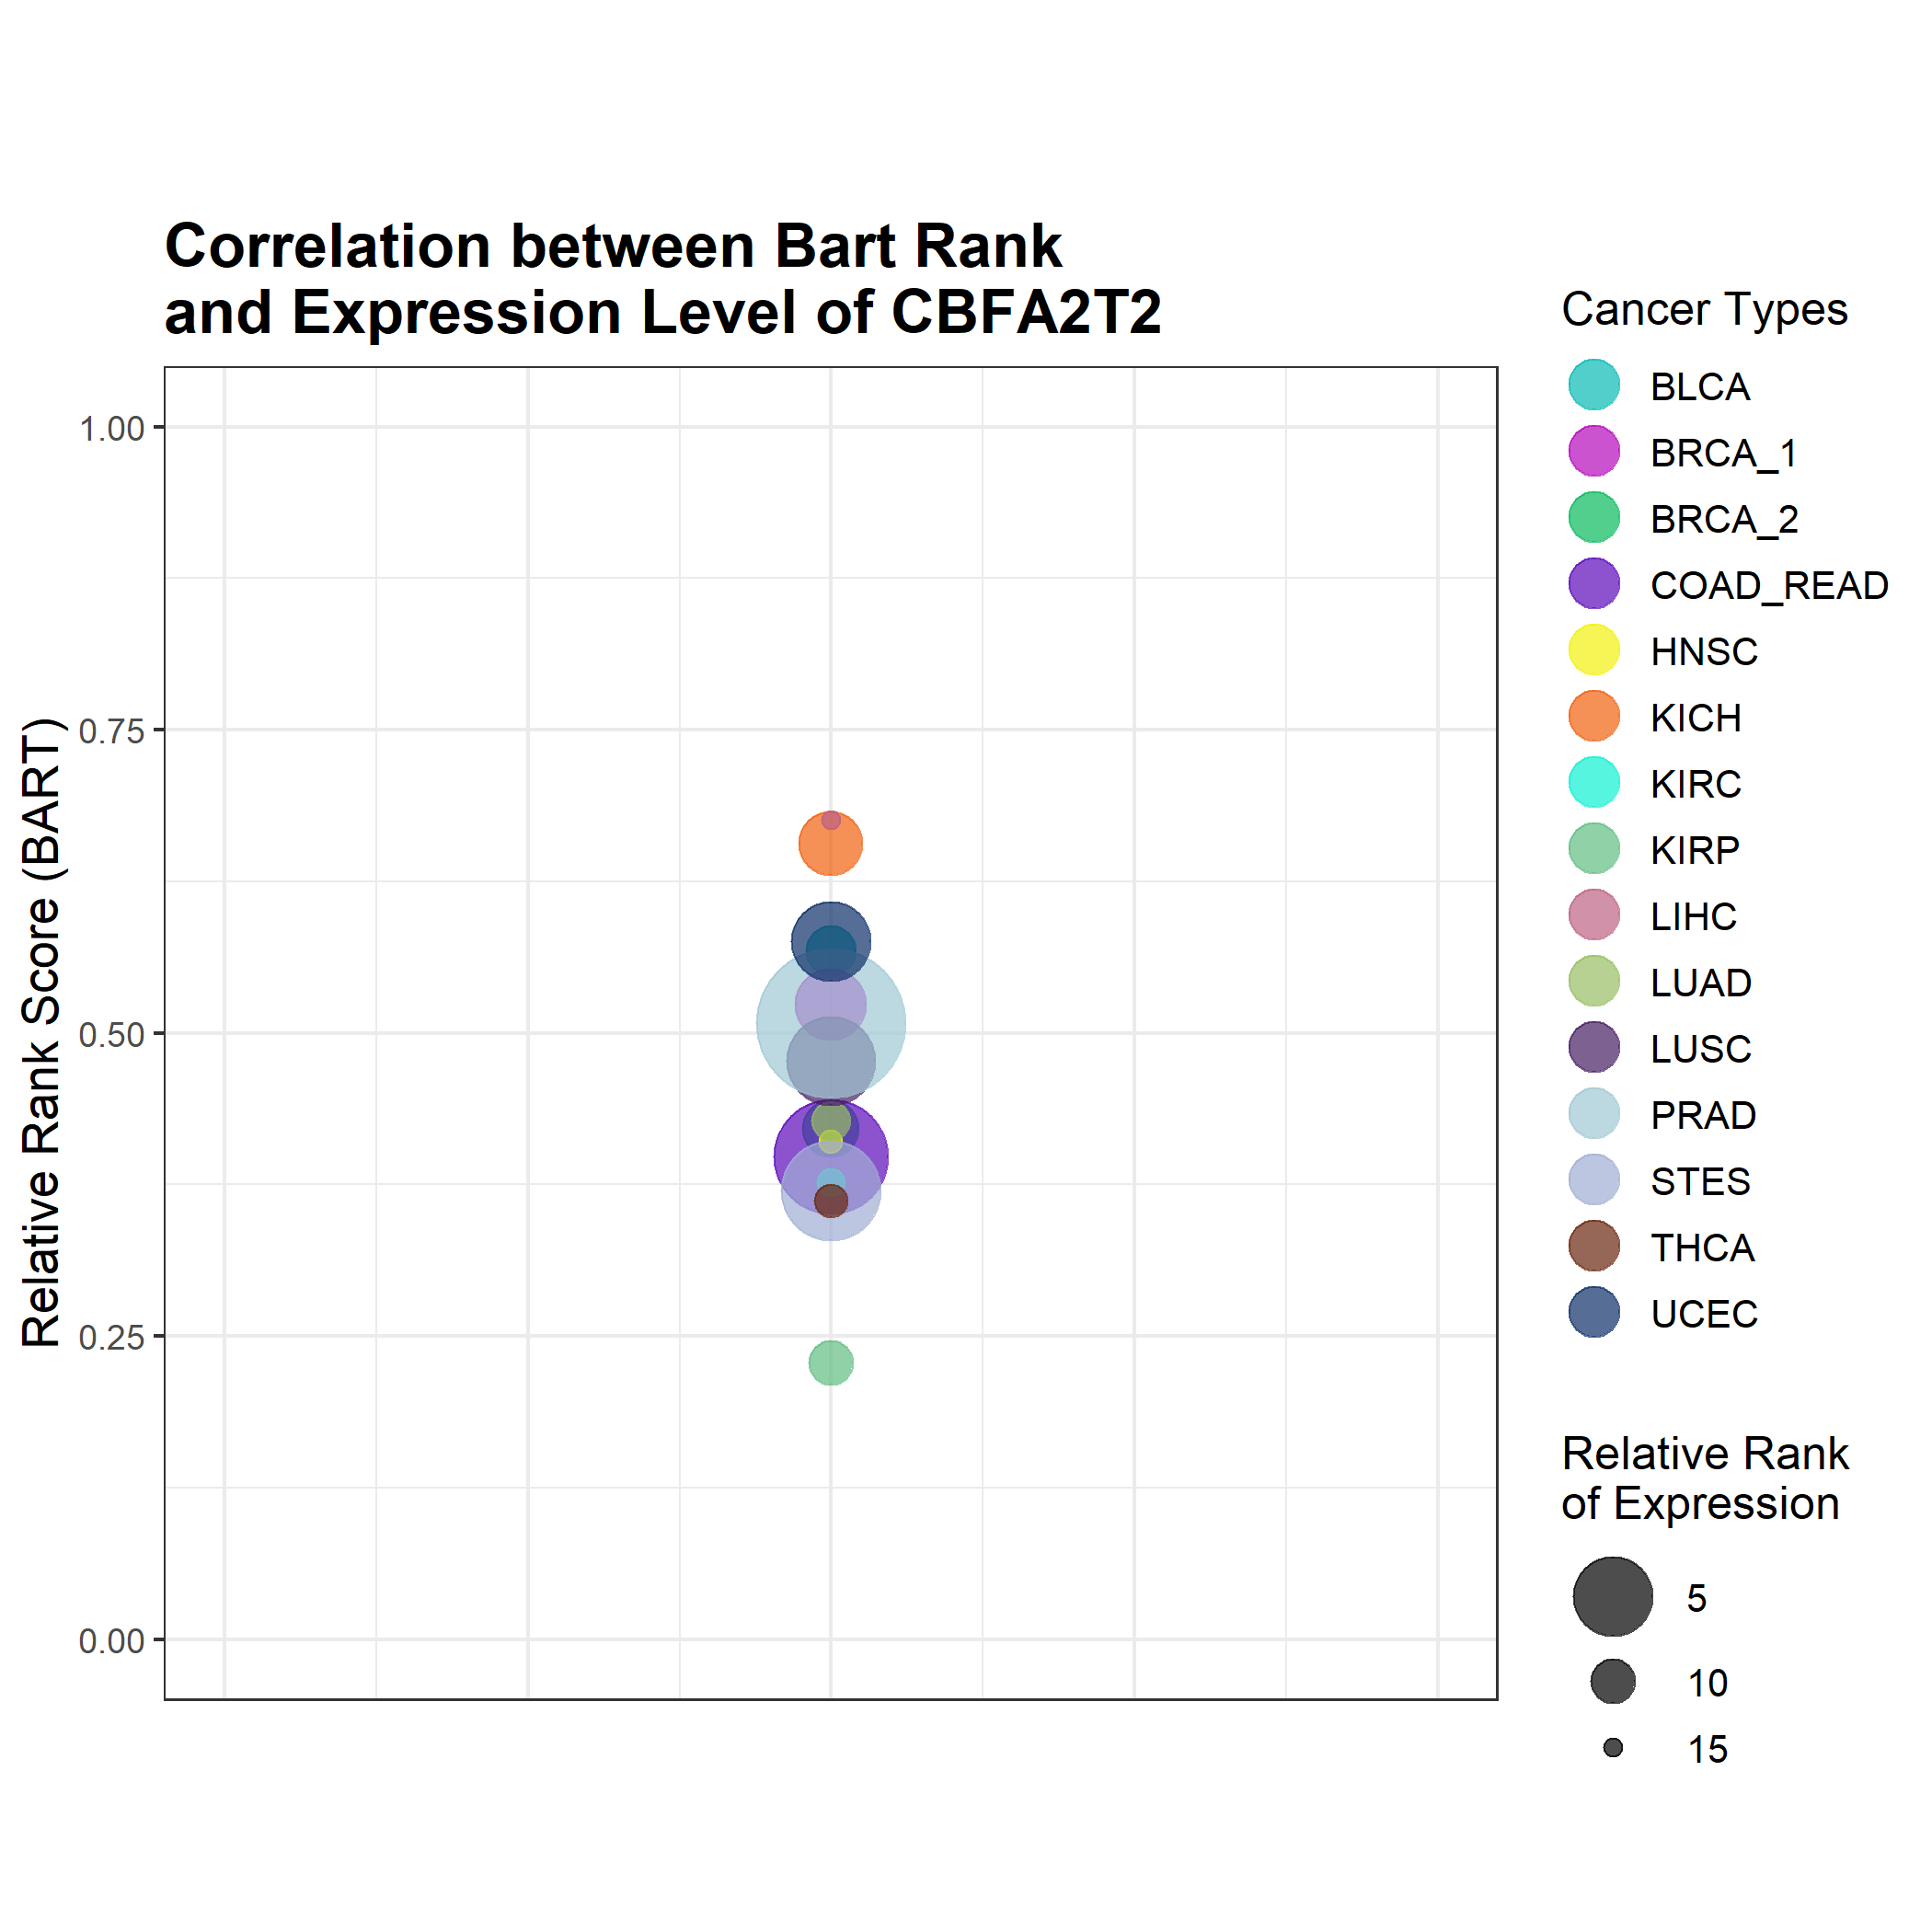 Correlation between Bart Rank
and Expression Level of CBFA2T2
Relative Rank Score (BART)
1.00
0.75
0.50
0.25
0.00
Cancer Types
BLCA
BRCA_1
BRCA_2
COAD_READ
HNSC
KICH
KIRC
KIRP
LIHC
LUAD
LUSC
PRAD
STES
THCA
UCEC
Relative Rank
of Expression
5
10
15